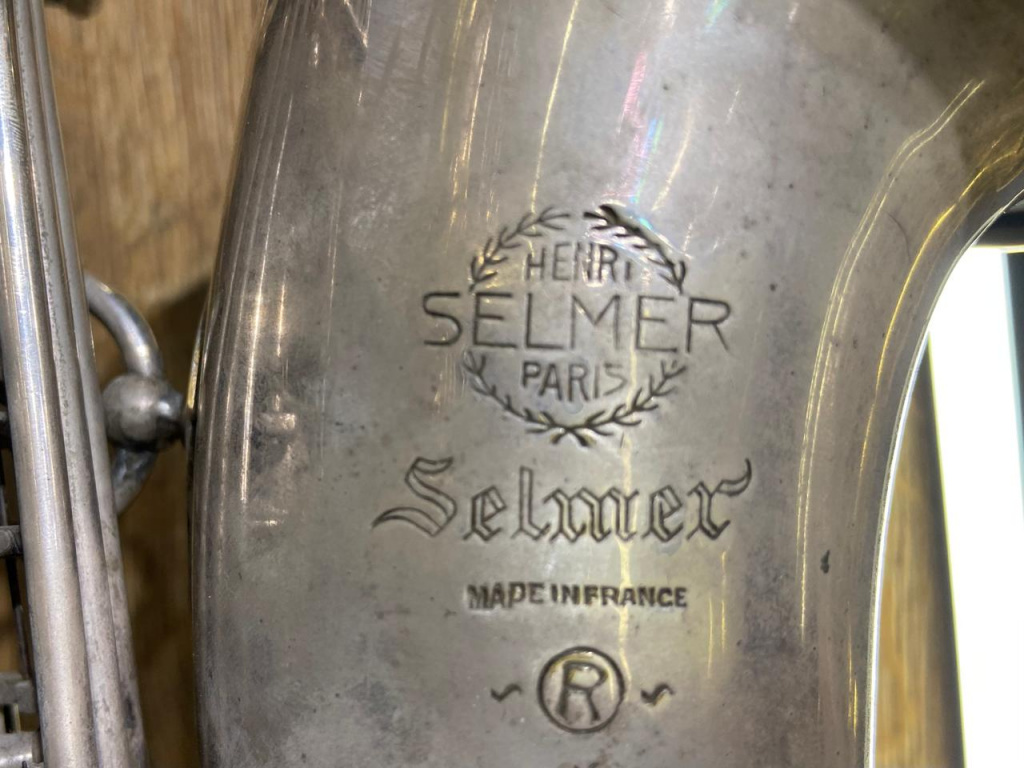 HENRI
SELMER
PARIS
Selmer
MADE IN FRANCE
~ ® ~